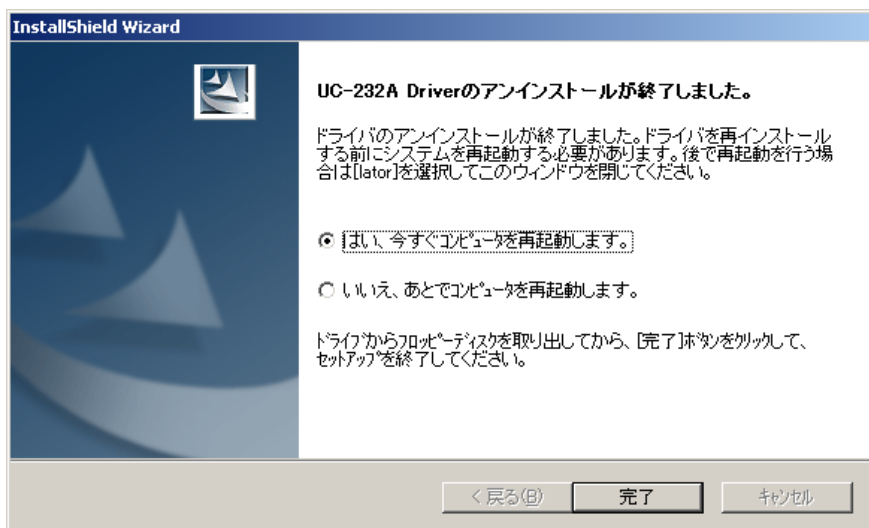 InstallShield Wizard
UC-232A Driverのアンインストールが終了しました。
ドライバのアンインストールが終了しました。ドライバを再インストール
する前にシステムを再起動する必要があります。後で再起動を行う場
合は[lator]を選択してこのウィンドウを閉じてください。
はい、今すぐコンピュータを再起動します。
いいえ、あとでコンピュータを再起動します。
ドライブからフロッピーディスクを取り出してから、[完了]ボタンをクリックして、
セットアップを終了してください。
< 戻る(B)
完了
キャンセル